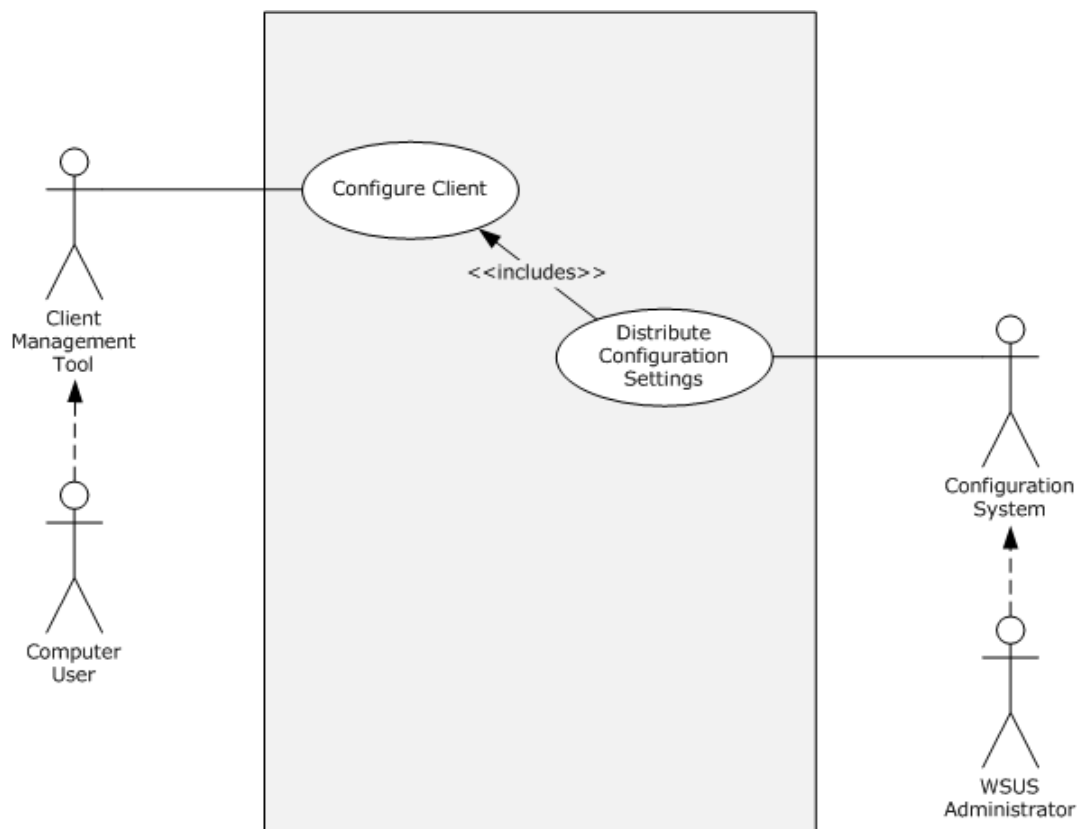 Configure Client
<<includes>>
Client
Management
Tool
Distribute
Configuration
Settings
Configuration
System
Computer
User
WSUS
Administrator